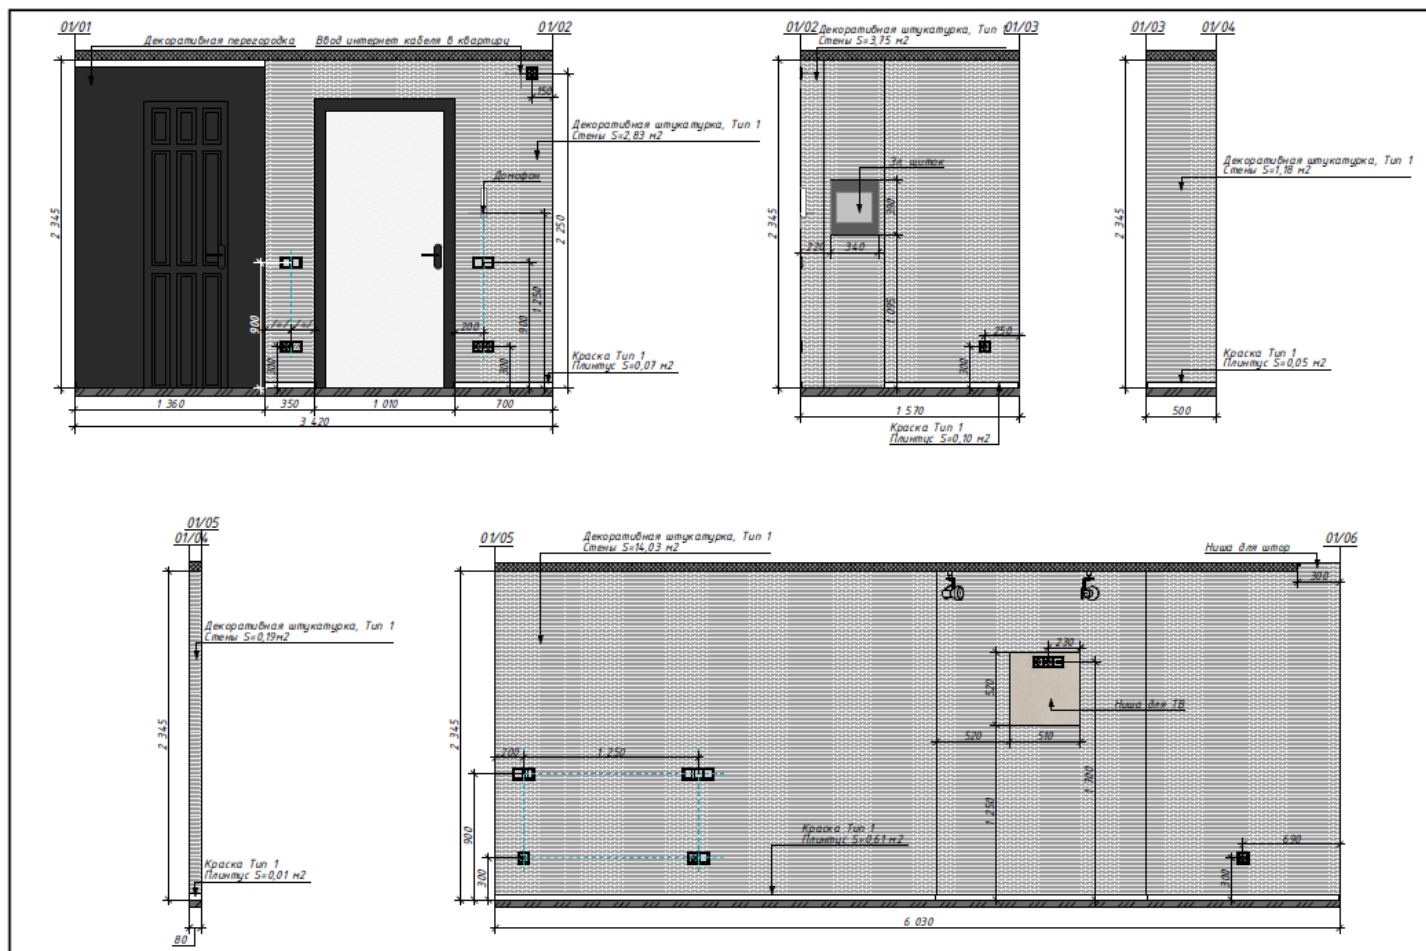 01/01
01/02
Декоративная перегородка
Ввод интернет кабеля в квартиру
150
Декоративная штукатурка, Тип 1
Стены S=2,83 м2
Домофон
2 345
2 250
1 250
900
900
/=/
/=/
200
300
300
Краска Тип 1
Плинтус S=0,07 м2
1 360
350
1 010
700
3 420
01/02
01/03
Декоративная штукатурка, Тип 1
Стены S=3,75 м2
Эл. щиток
390
2 345
220
340
1 095
250
300
1 570
Краска Тип 1
Плинтус S=0,10 м2
01/03
01/04
Декоративная штукатурка, Тип 1
Стены S=1,18 м2
2 345
Краска Тип 1
Плинтус S=0,05 м2
500
01/05
01/04
Декоративная штукатурка, Тип 1
Стены S=0,19м2
2 345
Краска Тип 1
Плинтус S=0,01 м2
80
01/05
01/06
Декоративная штукатурка, Тип 1
Стены S=14,03 м2
Ниша для штор
300
230
520
Ниша для ТВ
2 345
200
1 250
520
510
1 700
1 250
900
Краска Тип 1
Плинтус S=0,61 м2
690
300
300
6 030